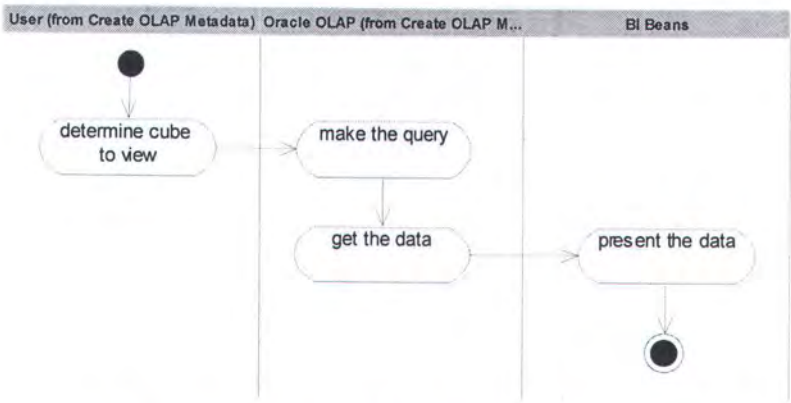 User (from Create OLAP Metadata) Oracle OLAP (from Create OLAP M... BI Beans
determine cube
to view
make the query
get the data
present the data